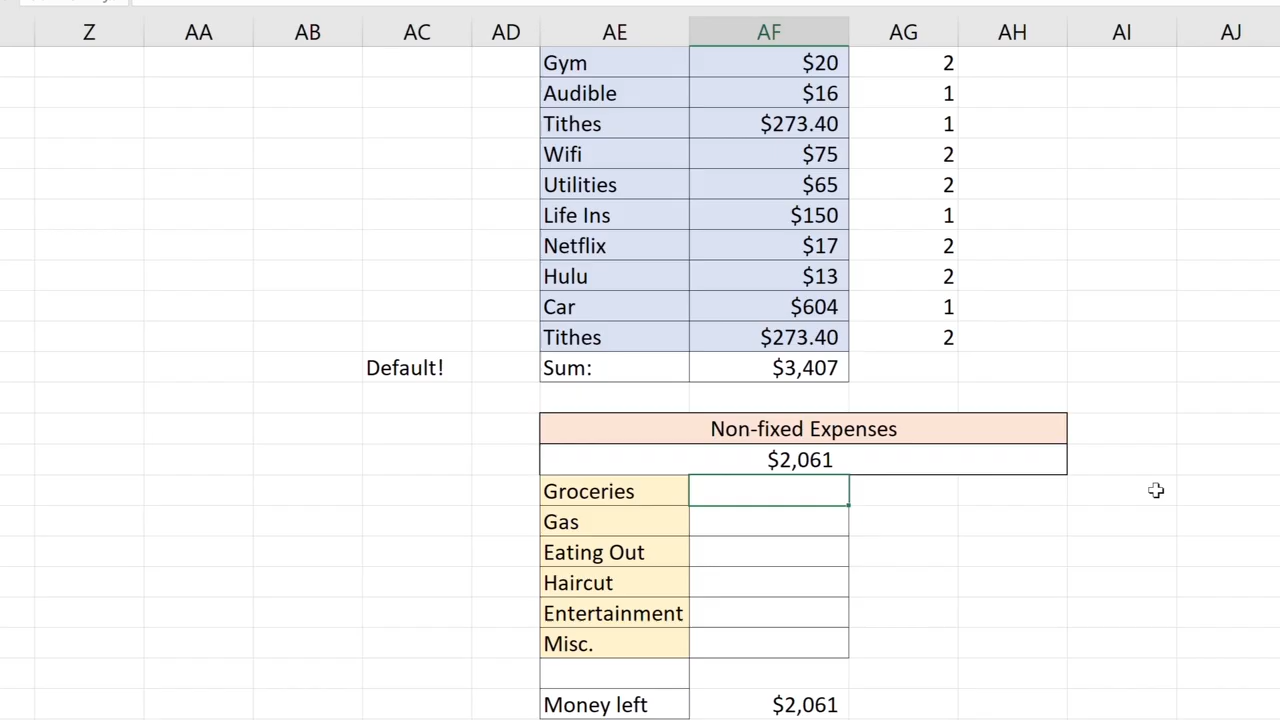 Z AA AB AC AD AE AF AG AH AI AJ
Gym $20 2
Audible $16 1
Tithes $273.40 1
Wifi $75 2
Utilities $65 2
Life Ins $150 1
Netflix $17 2
Hulu $13 2
Car $604 1
Tithes $273.40 2
Default! Sum: $3,407
Non-fixed Expenses
$2,061
Groceries
Gas
Eating Out
Haircut
Entertainment
Misc.
Money left $2,061